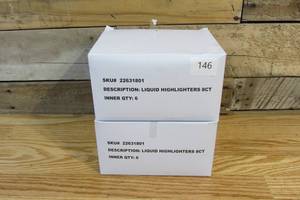 146
SKU# 22631801
DESCRIPTION: LIQUID HIGHLIGHTERS 8CT
INNER QTY: 6
SKU# 22631801
DESCRIPTION: LIQUID HIGHLIGHTERS 8CT
INNER QTY: 6